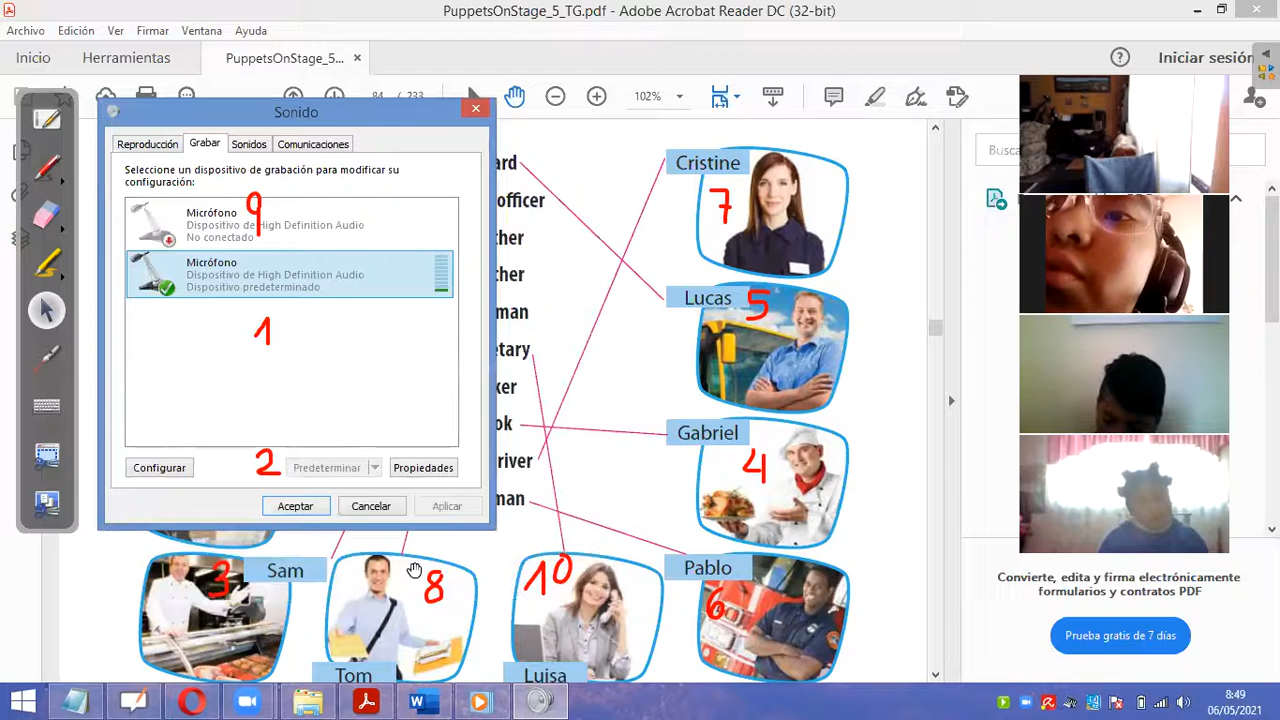 PuppetsOnStage_5_TG.pdf - Adobe Acrobat Reader DC (32-bit)
Archivo Edición Ver Firmar Ventana Ayuda
Inicio Herramientas PuppetsOnStage_5... × Iniciar sesión
233 102%
Sonido
Reproducción Grabar Sonidos Comunicaciones
Seleccione un dispositivo de grabación para modificar su
configuración:
Micrófono
Dispositivo de High Definition Audio
No conectado
9
Micrófono
Dispositivo de High Definition Audio
Dispositivo predeterminado
1
2
Configurar Predeterminar Propiedades
Aceptar Cancelar Aplicar
ard
officer
ther
ther
man
etary
ker
ok
river
man
Cristine
7
Lucas 5
Gabriel
4
Pablo
6
Sam
3
8
Tom
10
Luisa
Busc
Convierte, edita y firma electrónicamente
formularios y contratos PDF
Prueba gratis de 7 días
8:49
06/05/2021